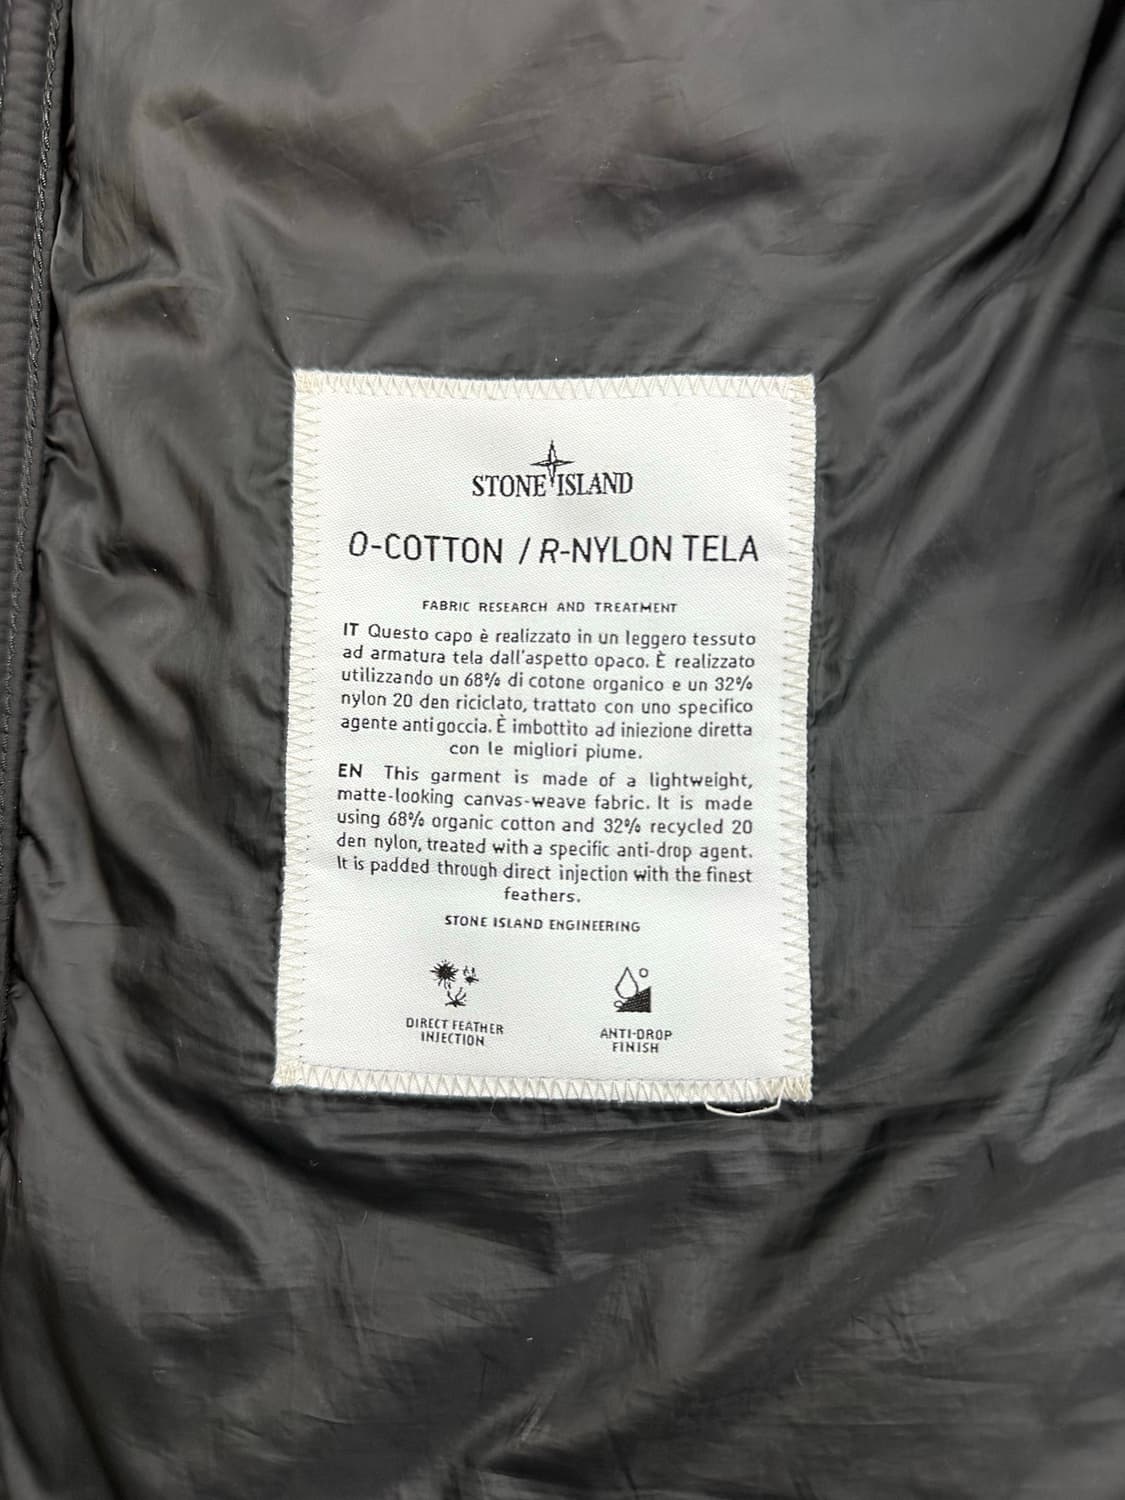 STONE ISLAND
O-COTTON / R-NYLON TELA
FABRIC RESEARCH AND TREATMENT
IT Questo capo è realizzato in un leggero tessuto
ad armatura tela dall'aspetto opaco. È realizzato
utilizzando un 68% di cotone organico e un 32%
nylon 20 den riciclato, trattato con uno specifico
agente anti goccia. È imbottito ad iniezione diretta
con le migliori piume.
EN This garment is made of a lightweight,
matte-looking canvas-weave fabric. It is made
using 68% organic cotton and 32% recycled 20
den nylon, treated with a specific anti-drop agent.
It is padded through direct injection with the finest
feathers.
STONE ISLAND ENGINEERING
DIRECT FEATHER
INJECTION
ANTI-DROP
FINISH